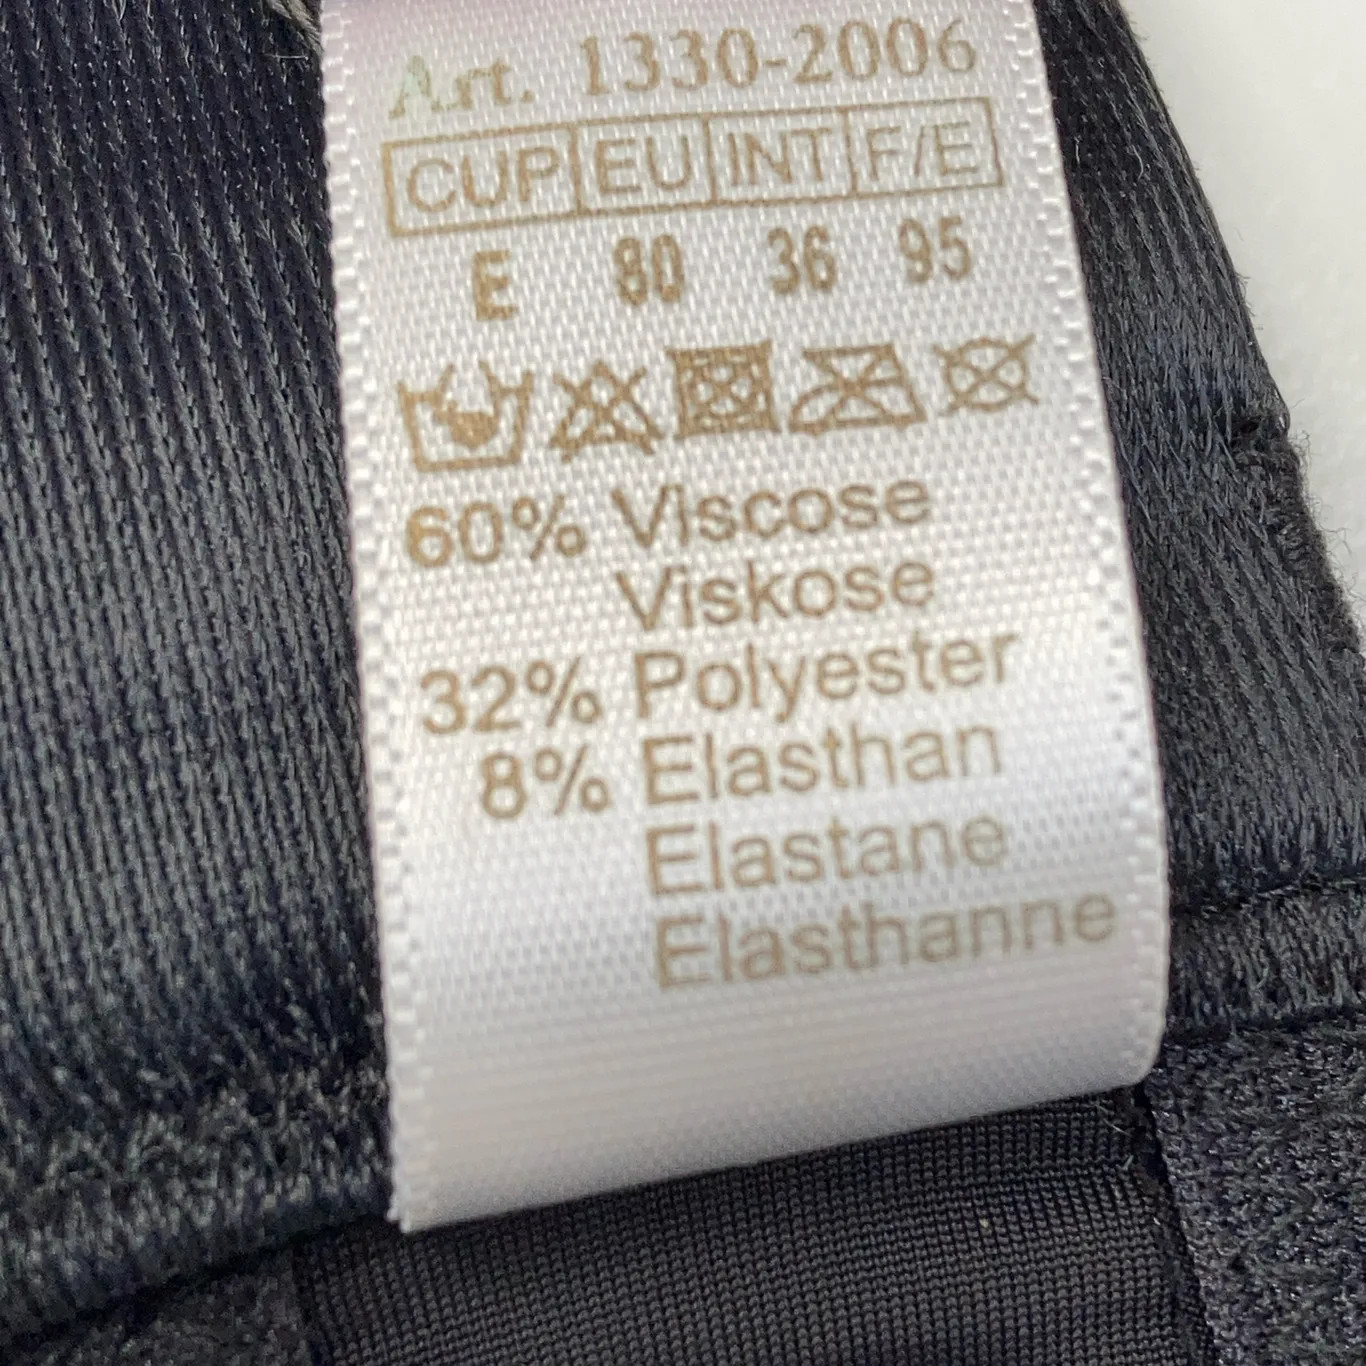 Art. 1330-2006
CUP EU INT F/E
E 80 36 95
60% Viscose
Viskose
32% Polyester
8% Elasthan
Elastane
Elasthanne